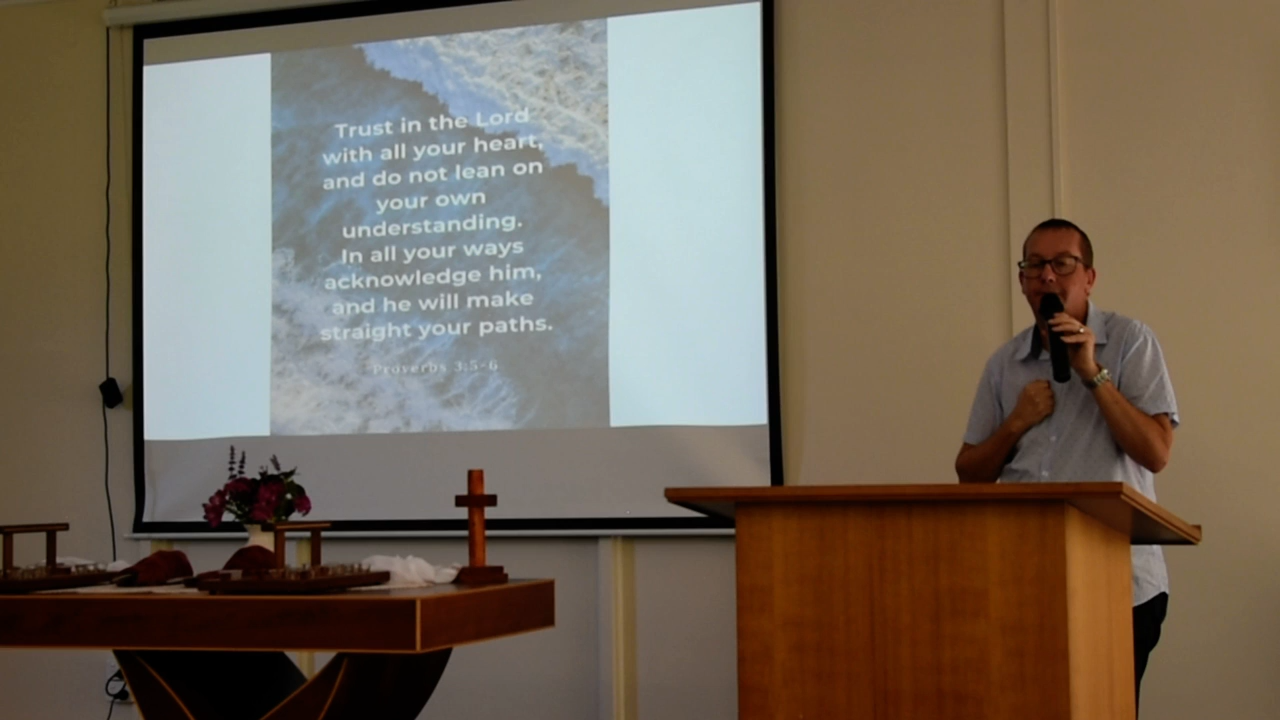 Trust in the Lord
with all your heart,
and do not lean on
your own
understanding.
In all your ways
acknowledge him,
and he will make
straight your paths.
Proverbs 3:5-6